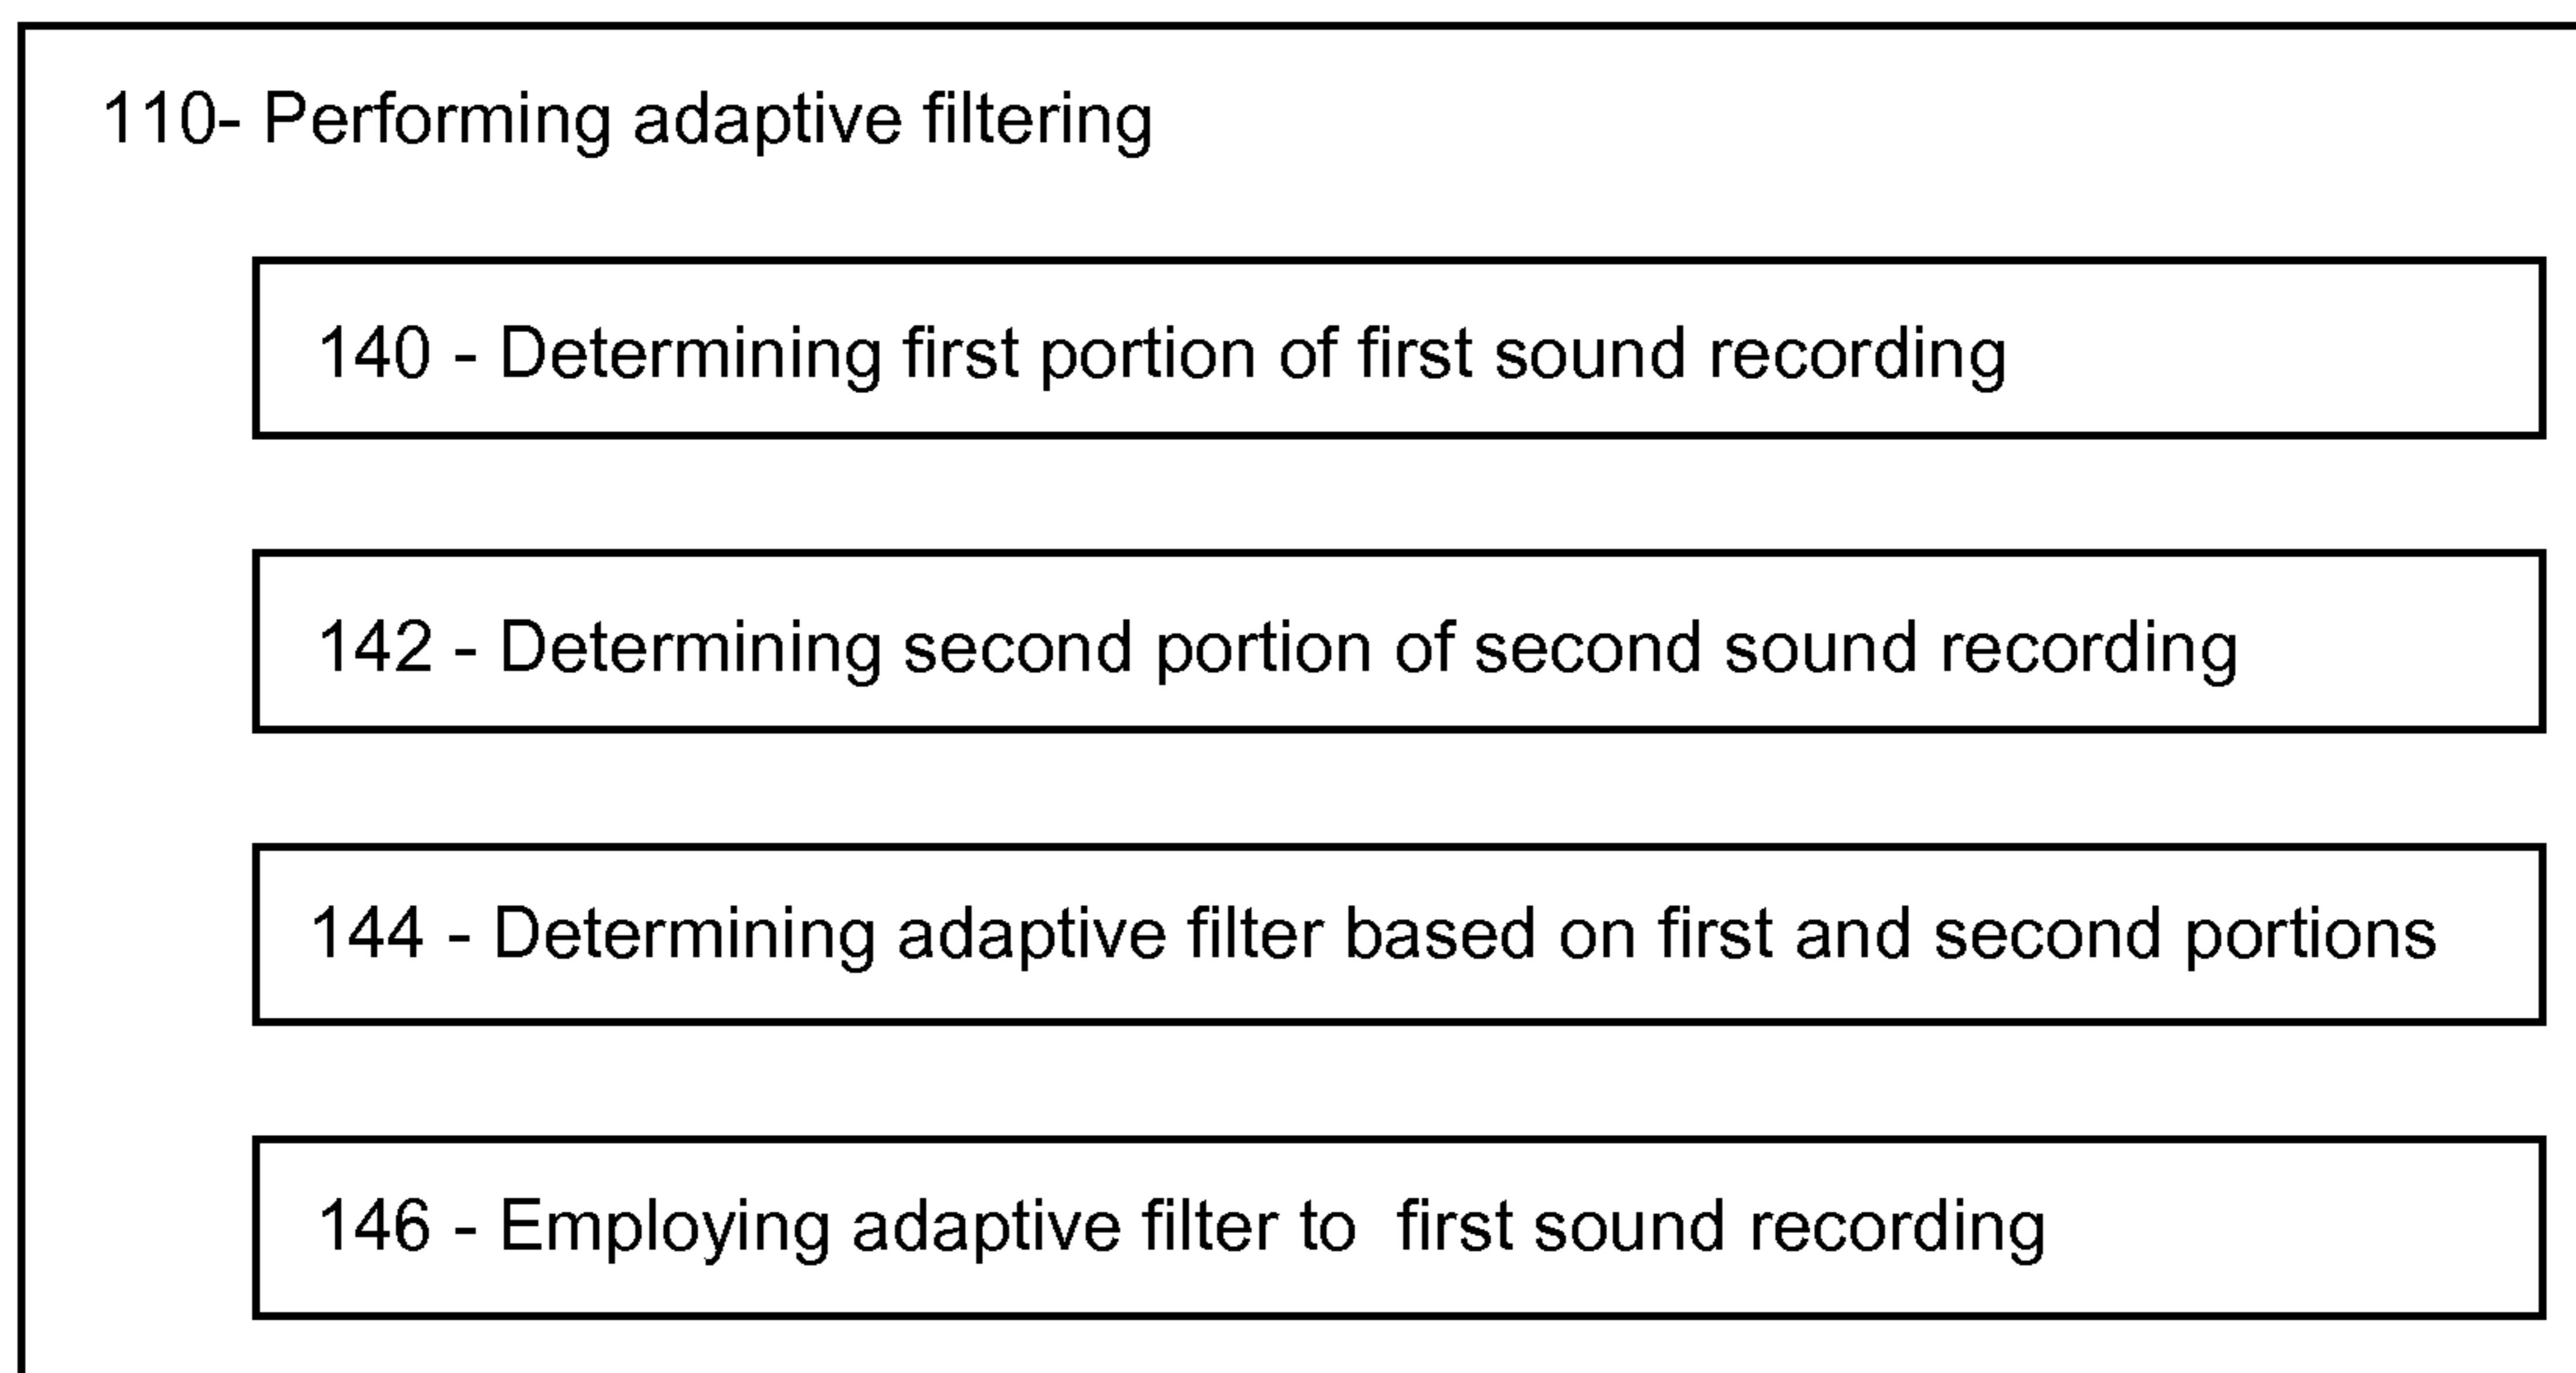 110- Performing adaptive filtering
140 - Determining first portion of first sound recording
142 - Determining second portion of second sound recording
144 - Determining adaptive filter based on first and second portions
146 - Employing adaptive filter to  first sound recording